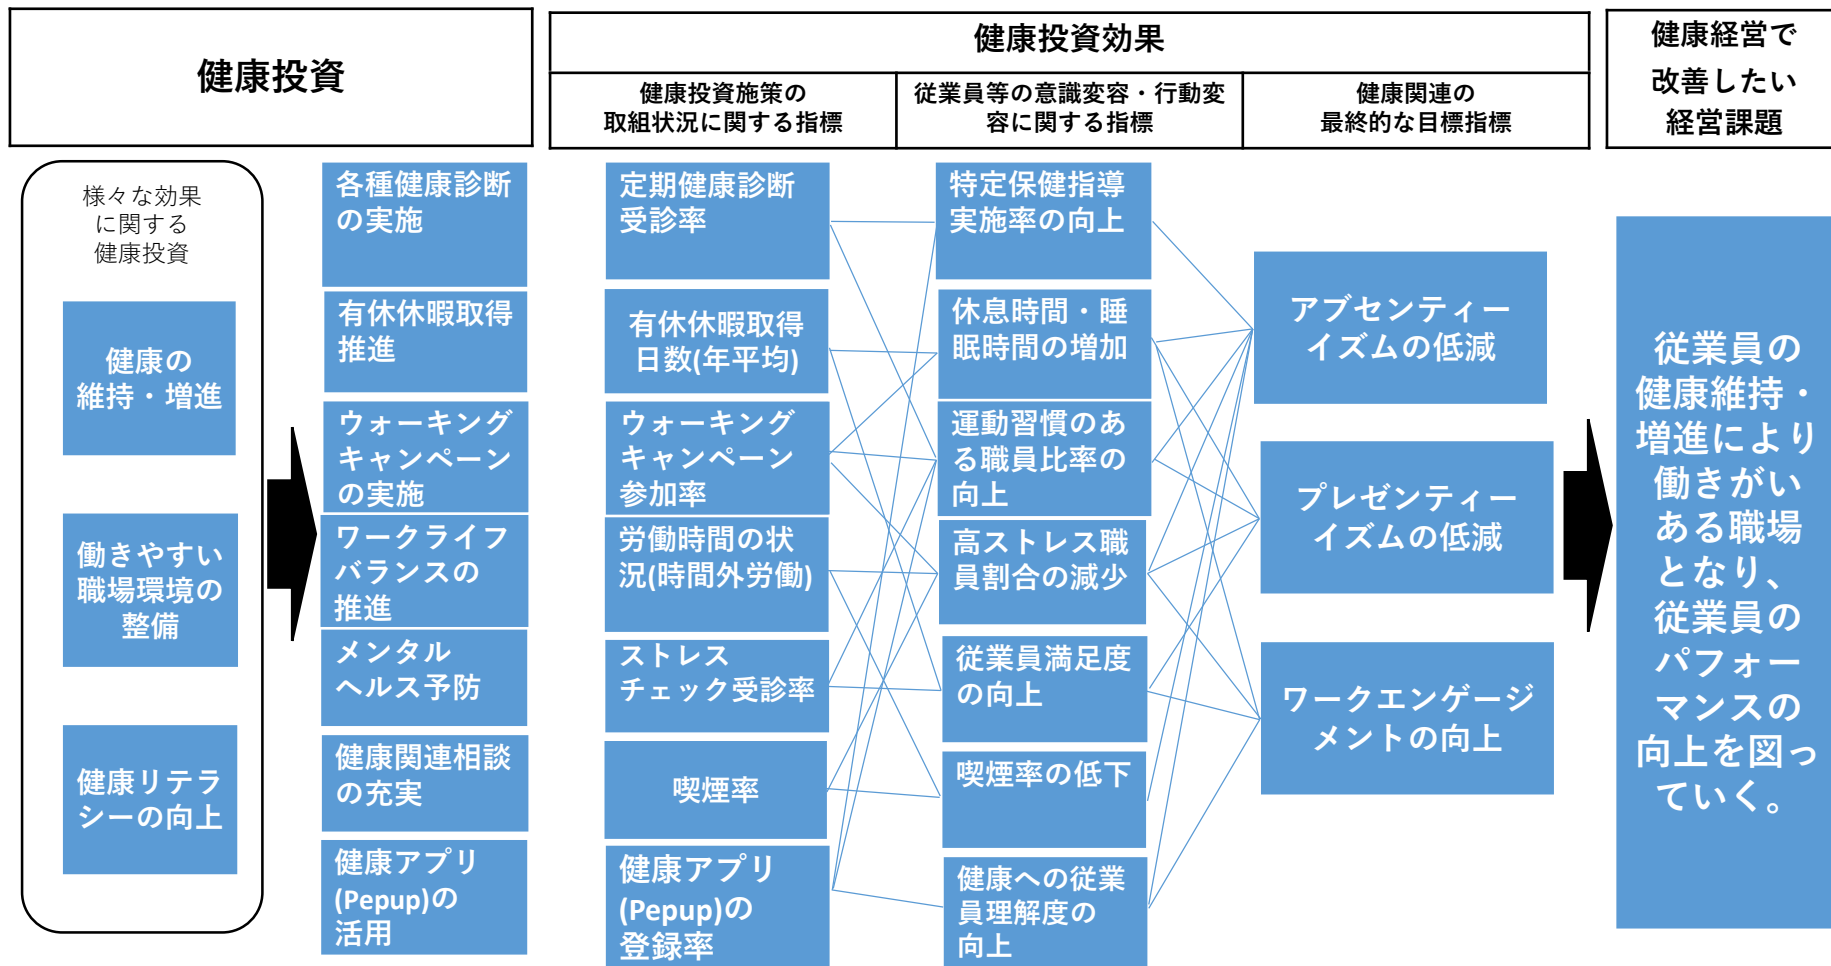 健康投資
健康投資効果
健康投資施策の
取組状況に関する指標
従業員等の意識変容・行動変
容に関する指標
健康関連の
最終的な目標指標
健康経営で
改善したい
経営課題
様々な効果
に関する
健康投資
健康の
維持・増進
働きやすい
職場環境の
整備
健康リテラ
シーの向上
各種健康診断
の実施
有休休暇取得
推進
ウォーキング
キャンペーン
の実施
ワークライフ
バランスの
推進
メンタル
ヘルス予防
健康関連相談
の充実
健康アプリ
(Pepup)の
活用
定期健康診断
受診率
有休休暇取得
日数(年平均)
ウォーキング
キャンペーン
参加率
労働時間の状
況(時間外労働)
ストレス
チェック受診率
喫煙率
健康アプリ
(Pepup)の
登録率
特定保健指導
実施率の向上
休息時間・睡
眠時間の増加
運動習慣のあ
る職員比率の
向上
高ストレス職
員割合の減少
従業員満足度
の向上
喫煙率の低下
健康への従業
員理解度の
向上
アブセンティー
イズムの低減
プレゼンティー
イズムの低減
ワークエンゲージ
メントの向上
従業員の
健康維持・
増進により
働きがい
ある職場
となり、
従業員の
パフォー
マンスの
向上を図っ
ていく。